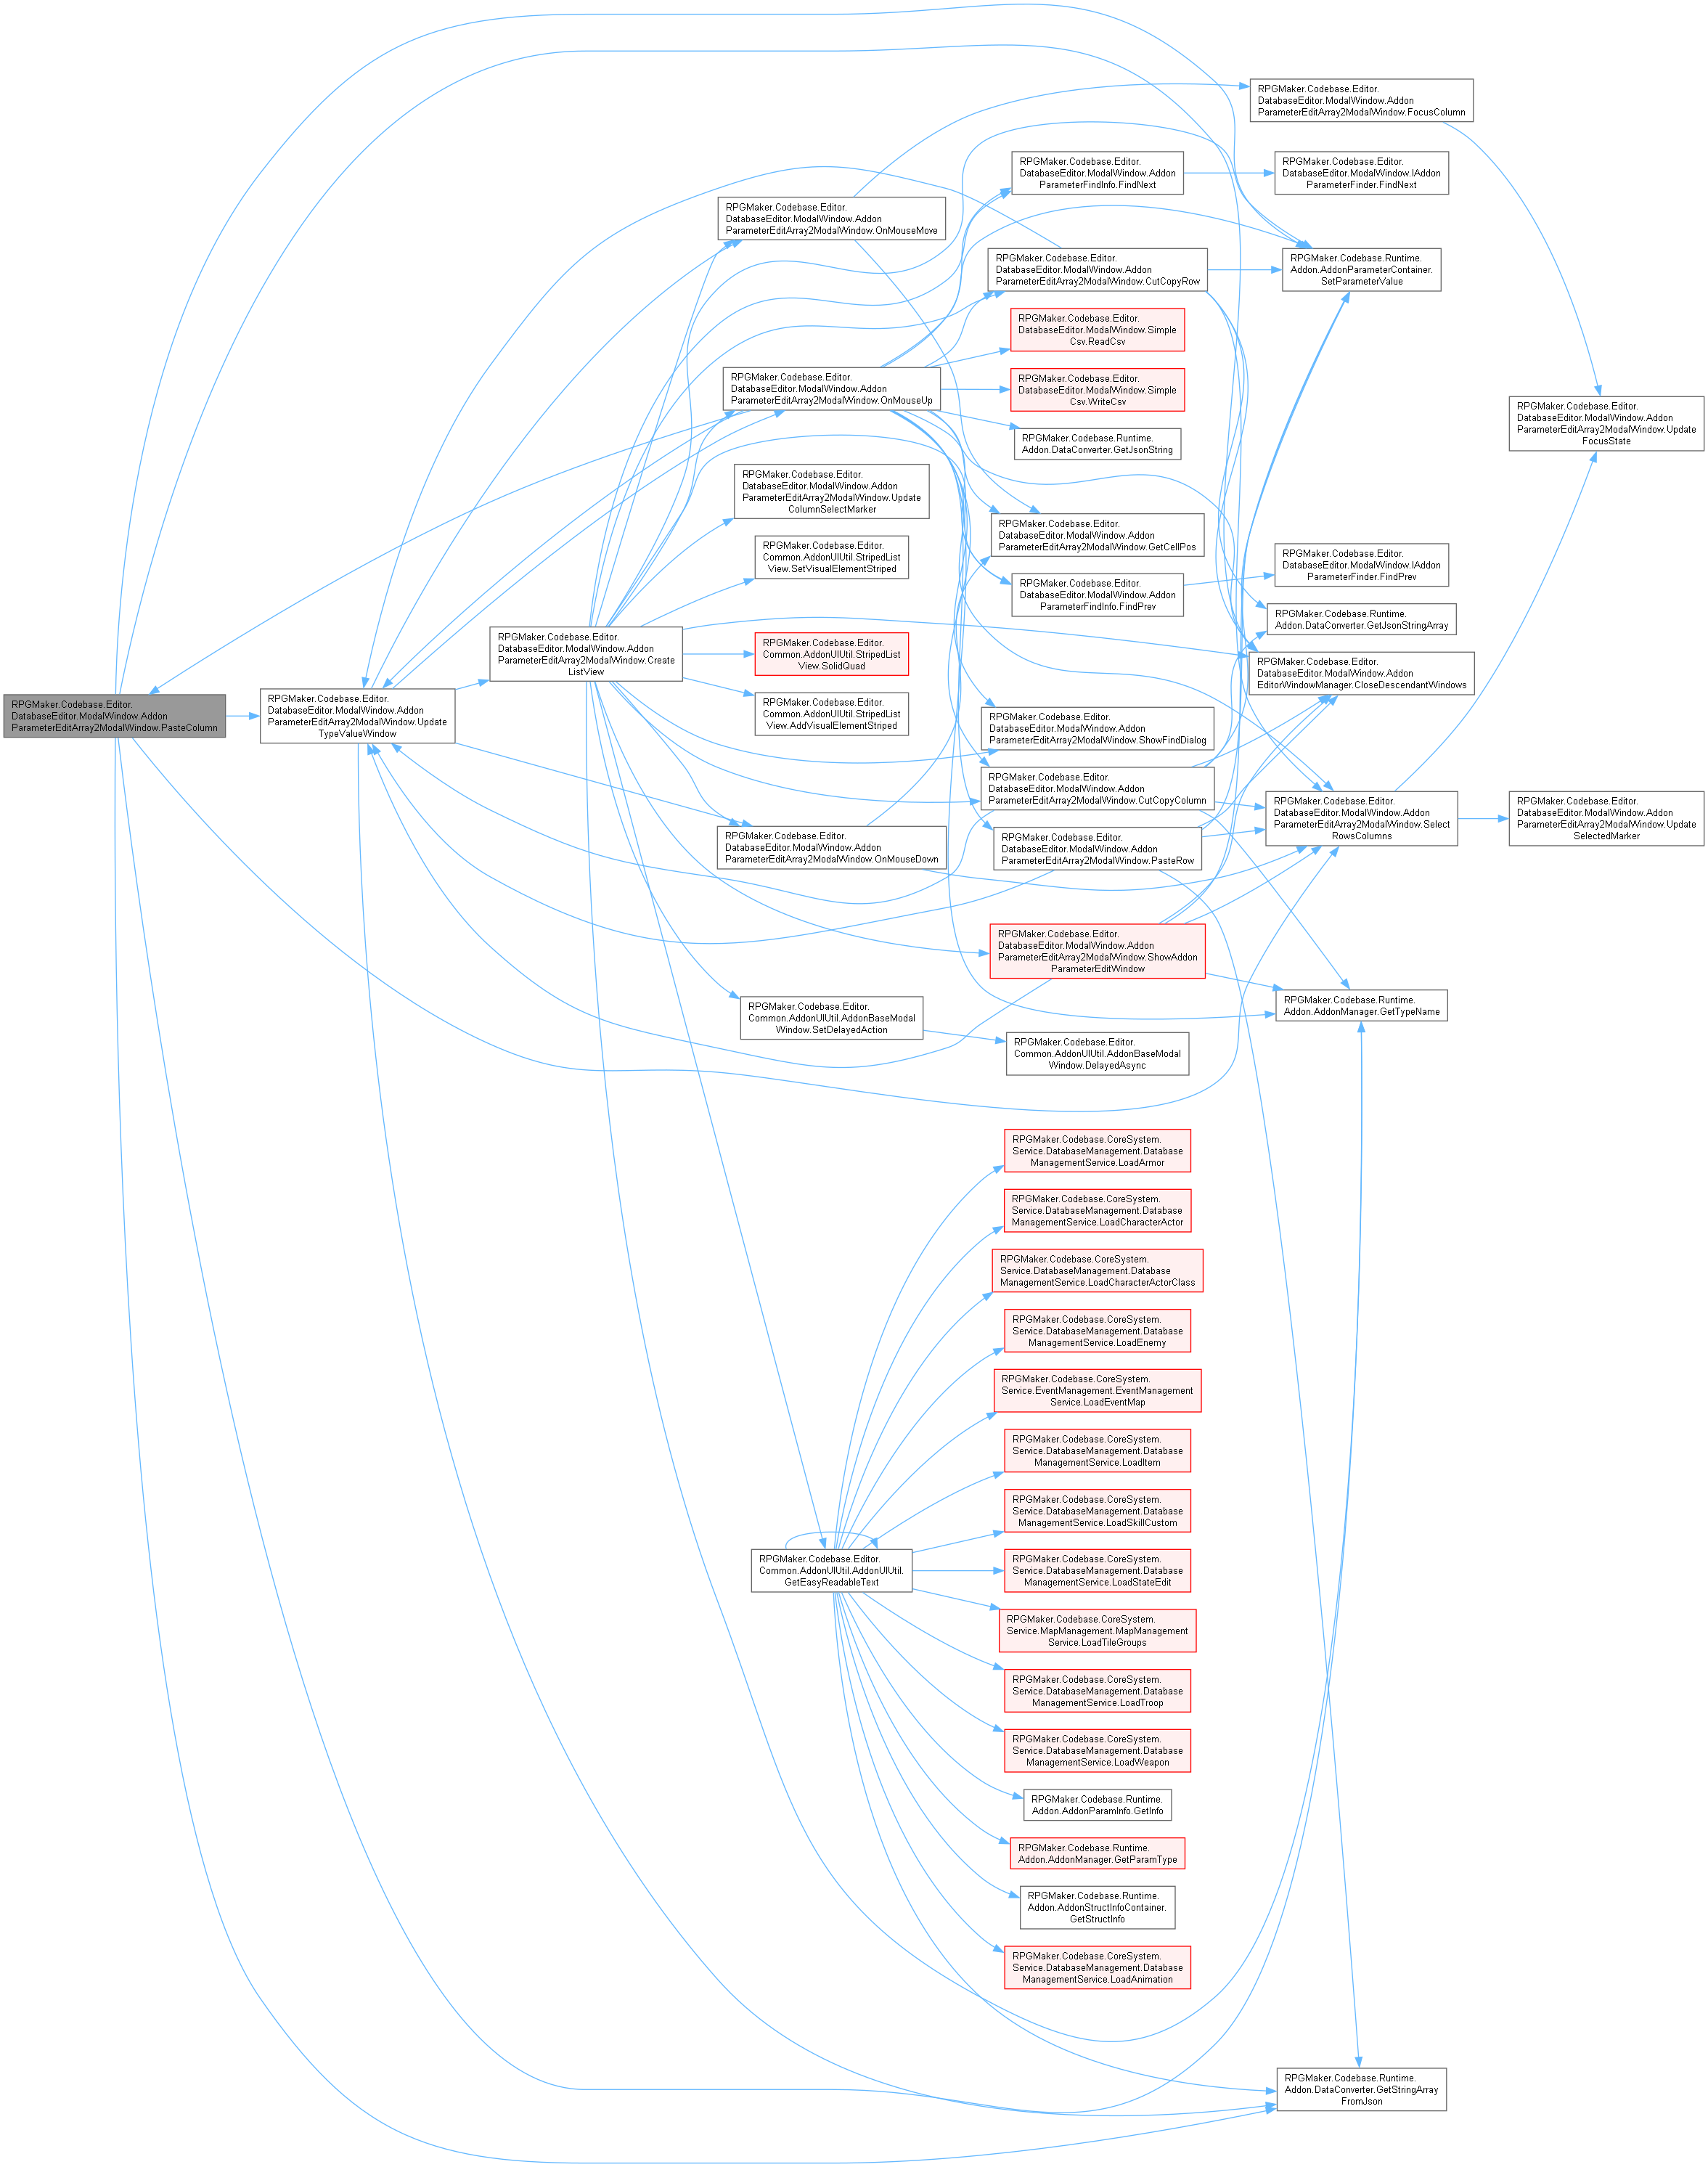 RPGMaker.Codebase.Editor.
DatabaseEditor.ModalWindow.Addon
ParameterEditArray2ModalWindow.PasteColumn
RPGMaker.Codebase.Editor.
DatabaseEditor.ModalWindow.Addon
ParameterEditArray2ModalWindow.Update
TypeValueWindow
RPGMaker.Codebase.Editor.
DatabaseEditor.ModalWindow.Addon
ParameterEditArray2ModalWindow.Create
ListView
RPGMaker.Codebase.Editor.
DatabaseEditor.ModalWindow.Addon
ParameterEditArray2ModalWindow.OnMouseMove
RPGMaker.Codebase.Editor.
DatabaseEditor.ModalWindow.Addon
ParameterEditArray2ModalWindow.OnMouseUp
RPGMaker.Codebase.Editor.
DatabaseEditor.ModalWindow.Addon
ParameterEditArray2ModalWindow.Update
ColumnSelectMarker
RPGMaker.Codebase.Editor.
Common.AddonUIUtil.StripedList
View.SetVisualElementStriped
RPGMaker.Codebase.Editor.
Common.AddonUIUtil.StripedList
View.SolidQuad
RPGMaker.Codebase.Editor.
Common.AddonUIUtil.StripedList
View.AddVisualElementStriped
RPGMaker.Codebase.Editor.
DatabaseEditor.ModalWindow.Addon
ParameterEditArray2ModalWindow.OnMouseDown
RPGMaker.Codebase.Editor.
Common.AddonUIUtil.AddonBaseModal
Window.SetDelayedAction
RPGMaker.Codebase.Editor.
Common.AddonUIUtil.AddonUIUtil.
GetEasyReadableText
RPGMaker.Codebase.Editor.
DatabaseEditor.ModalWindow.Addon
ParameterFindInfo.FindNext
RPGMaker.Codebase.Editor.
DatabaseEditor.ModalWindow.Addon
ParameterEditArray2ModalWindow.CutCopyRow
RPGMaker.Codebase.Editor.
DatabaseEditor.ModalWindow.Simple
Csv.ReadCsv
RPGMaker.Codebase.Editor.
DatabaseEditor.ModalWindow.Simple
Csv.WriteCsv
RPGMaker.Codebase.Runtime.
Addon.DataConverter.GetJsonString
RPGMaker.Codebase.Editor.
DatabaseEditor.ModalWindow.Addon
ParameterEditArray2ModalWindow.GetCellPos
RPGMaker.Codebase.Editor.
DatabaseEditor.ModalWindow.Addon
ParameterFindInfo.FindPrev
RPGMaker.Codebase.Editor.
DatabaseEditor.ModalWindow.Addon
ParameterEditArray2ModalWindow.ShowFindDialog
RPGMaker.Codebase.Editor.
DatabaseEditor.ModalWindow.Addon
ParameterEditArray2ModalWindow.CutCopyColumn
RPGMaker.Codebase.Editor.
DatabaseEditor.ModalWindow.Addon
ParameterEditArray2ModalWindow.PasteRow
RPGMaker.Codebase.Editor.
DatabaseEditor.ModalWindow.Addon
ParameterEditArray2ModalWindow.ShowAddon
ParameterEditWindow
RPGMaker.Codebase.Editor.
Common.AddonUIUtil.AddonBaseModal
Window.DelayedAsync
RPGMaker.Codebase.CoreSystem.
Service.DatabaseManagement.Database
ManagementService.LoadArmor
RPGMaker.Codebase.CoreSystem.
Service.DatabaseManagement.Database
ManagementService.LoadCharacterActor
RPGMaker.Codebase.CoreSystem.
Service.DatabaseManagement.Database
ManagementService.LoadCharacterActorClass
RPGMaker.Codebase.CoreSystem.
Service.DatabaseManagement.Database
ManagementService.LoadEnemy
RPGMaker.Codebase.CoreSystem.
Service.EventManagement.EventManagement
Service.LoadEventMap
RPGMaker.Codebase.CoreSystem.
Service.DatabaseManagement.Database
ManagementService.LoadItem
RPGMaker.Codebase.CoreSystem.
Service.DatabaseManagement.Database
ManagementService.LoadSkillCustom
RPGMaker.Codebase.CoreSystem.
Service.DatabaseManagement.Database
ManagementService.LoadStateEdit
RPGMaker.Codebase.CoreSystem.
Service.MapManagement.MapManagement
Service.LoadTileGroups
RPGMaker.Codebase.CoreSystem.
Service.DatabaseManagement.Database
ManagementService.LoadTroop
RPGMaker.Codebase.CoreSystem.
Service.DatabaseManagement.Database
ManagementService.LoadWeapon
RPGMaker.Codebase.Runtime.
Addon.AddonParamInfo.GetInfo
RPGMaker.Codebase.Runtime.
Addon.AddonManager.GetParamType
RPGMaker.Codebase.Runtime.
Addon.AddonStructInfoContainer.
GetStructInfo
RPGMaker.Codebase.CoreSystem.
Service.DatabaseManagement.Database
ManagementService.LoadAnimation
RPGMaker.Codebase.Editor.
DatabaseEditor.ModalWindow.Addon
ParameterEditArray2ModalWindow.FocusColumn
RPGMaker.Codebase.Editor.
DatabaseEditor.ModalWindow.IAddon
ParameterFinder.FindNext
RPGMaker.Codebase.Runtime.
Addon.AddonParameterContainer.
SetParameterValue
RPGMaker.Codebase.Editor.
DatabaseEditor.ModalWindow.IAddon
ParameterFinder.FindPrev
RPGMaker.Codebase.Runtime.
Addon.DataConverter.GetJsonStringArray
RPGMaker.Codebase.Editor.
DatabaseEditor.ModalWindow.Addon
EditorWindowManager.CloseDescendantWindows
RPGMaker.Codebase.Editor.
DatabaseEditor.ModalWindow.Addon
ParameterEditArray2ModalWindow.Select
RowsColumns
RPGMaker.Codebase.Runtime.
Addon.AddonManager.GetTypeName
RPGMaker.Codebase.Runtime.
Addon.DataConverter.GetStringArray
FromJson
RPGMaker.Codebase.Editor.
DatabaseEditor.ModalWindow.Addon
ParameterEditArray2ModalWindow.Update
FocusState
RPGMaker.Codebase.Editor.
DatabaseEditor.ModalWindow.Addon
ParameterEditArray2ModalWindow.Update
SelectedMarker